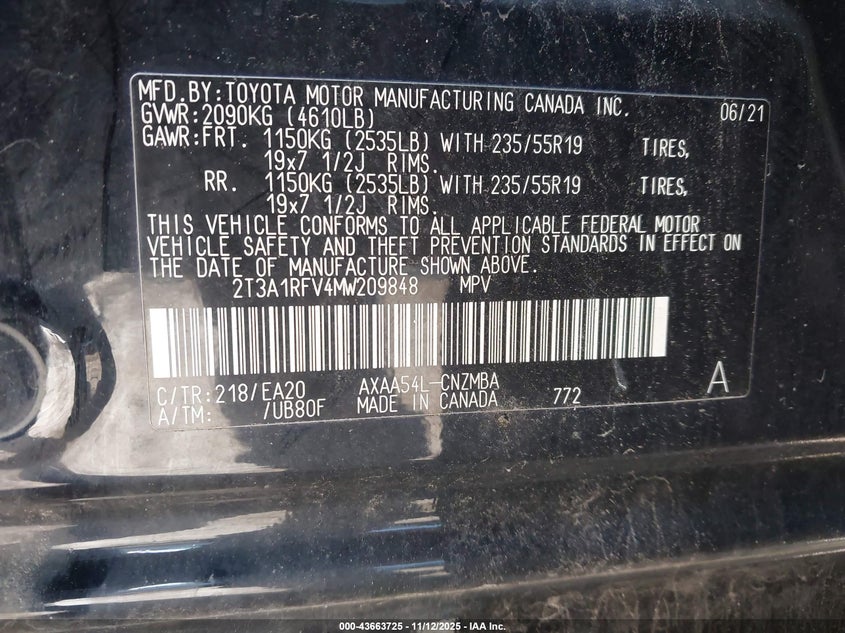 MFD.BY:TOYOTA MOTOR MANUFACTURING CANADA INC. 06/21
GVWR:2090KG (4610LB)
GAWR:FRT. 1150KG (2535LB) WITH 235/55R19 TIRES,
19x7 1/2J RIMS.
RR. 1150KG (2535LB) WITH 235/55R19 TIRES,
19x7 1/2J RIMS.
THIS VEHICLE CONFORMS TO ALL APPLICABLE FEDERAL MOTOR
VEHICLE SAFETY AND THEFT PREVENTION STANDARDS IN EFFECT ON
THE DATE OF MANUFACTURE SHOWN ABOVE.
2T3A1RFV4MW209848 MPV
C/TR:218/EA20 AXAA54L-CNZMBA A
A/TM: /UB80F MADE IN CANADA 772
000-43663725 - 11/12/2025 - IAA Inc.